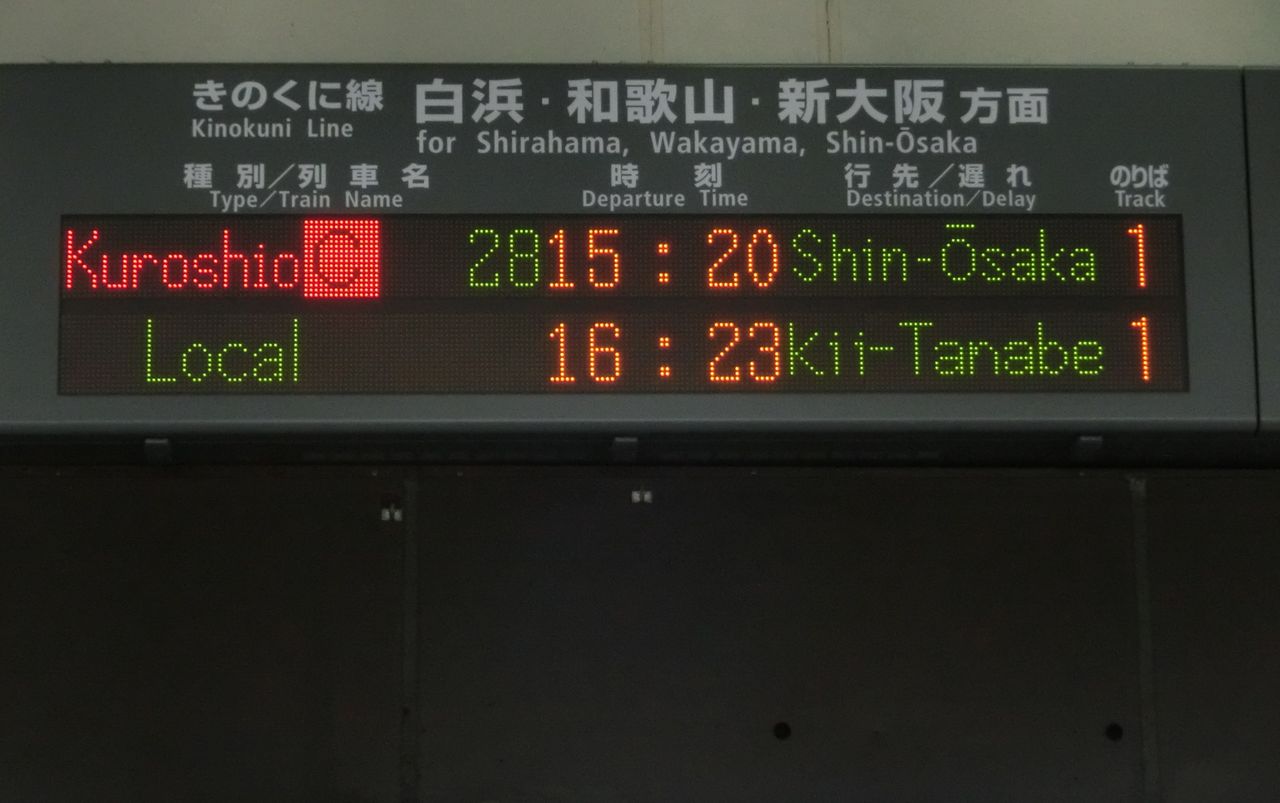 きのくに線 白浜・和歌山・新大阪 方面
Kinokuni Line for Shirahama, Wakayama, Shin-Ōsaka
種別／列車名 時刻 行先／遅れ のりば
Type／Train Name Departure Time Destination／Delay Track
Kuroshio C 28 15:20 Shin-Ōsaka 1
Local 16:23 Kii-Tanabe 1